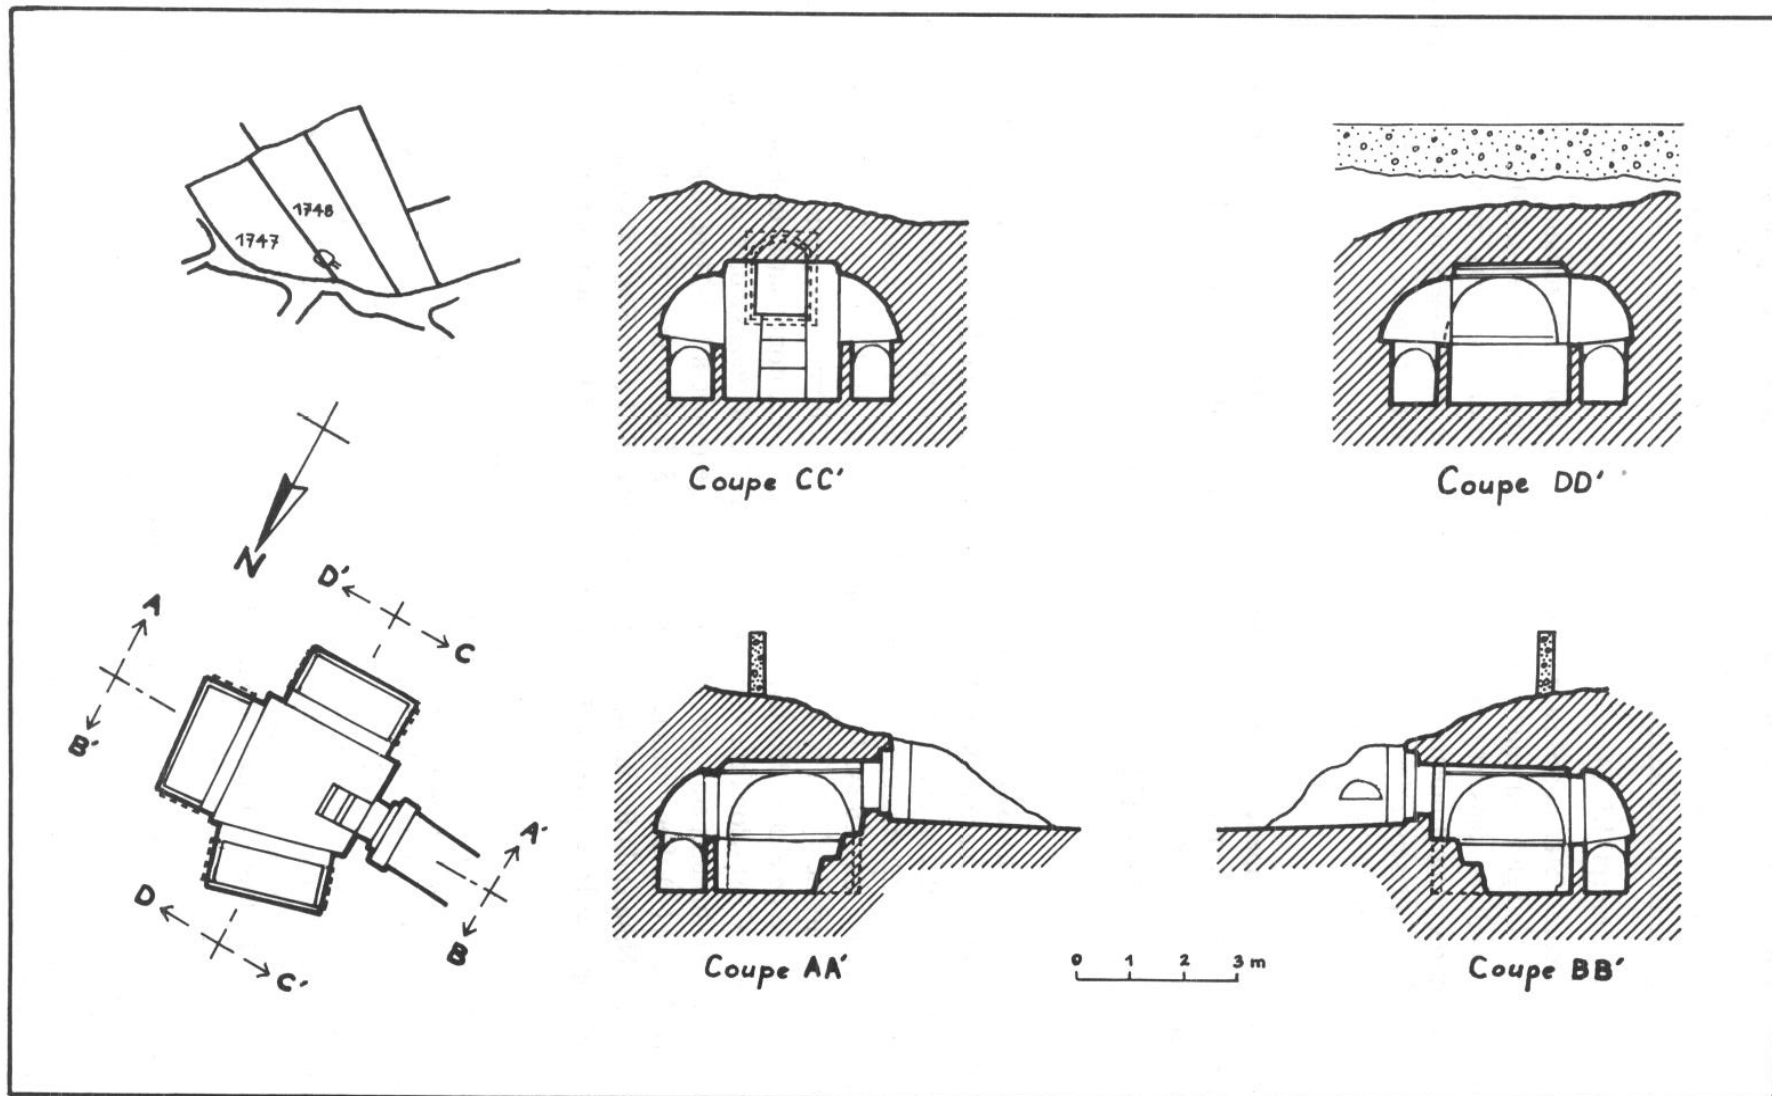 1748
1747
Coupe CC'
Coupe DD'
N
D'
C
A
B'
A'
B
D
C'
Coupe AA'
0 1 2 3 m
Coupe BB'